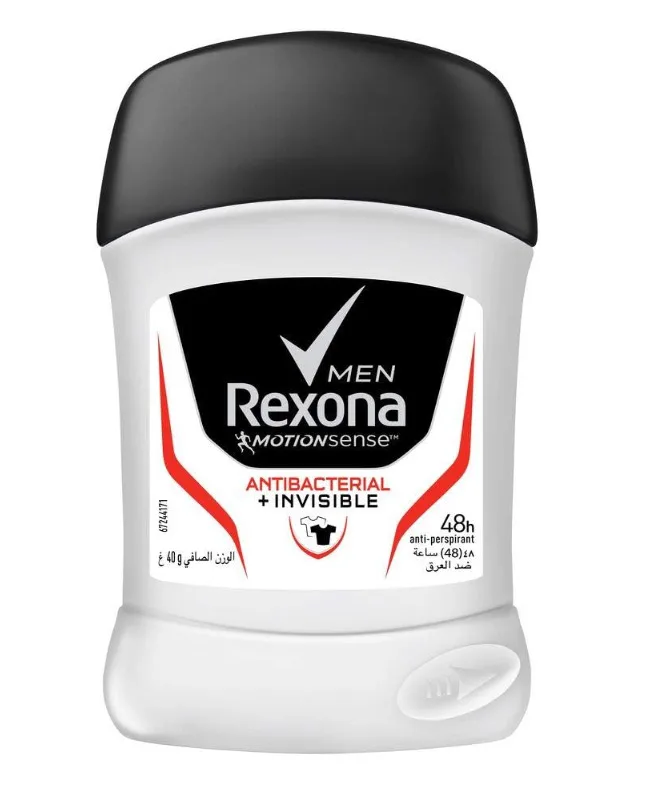 MEN
Rexona
MOTIONsense™
ANTIBACTERIAL
+ INVISIBLE
67244171
الوزن الصافي 40 g غ
48h
anti-perspirant
٤٨ (48) ساعة
ضد العرق